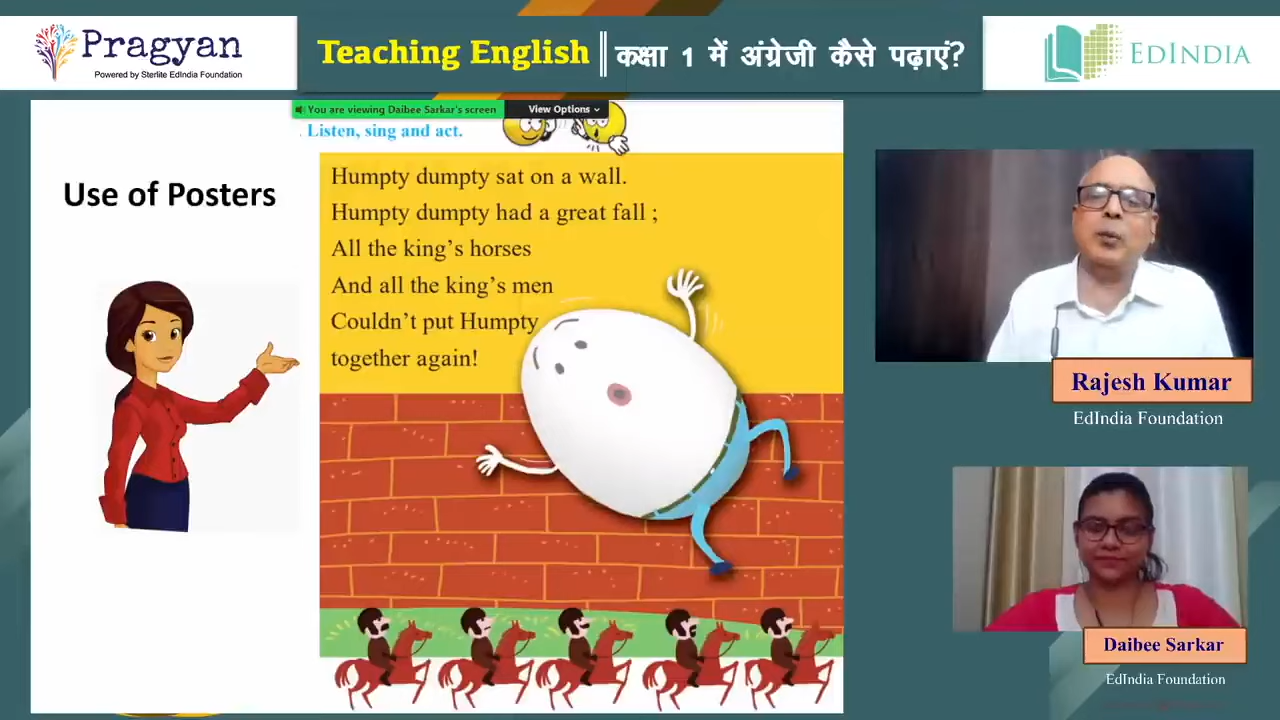 Pragyan
Powered by Sterlite EdIndia Foundation
Teaching English || कक्षा 1 में अंग्रेजी कैसे पढ़ाएं?
EDINDIA
You are viewing Daibee Sarkar's screen
View Options
. Listen, sing and act.
Use of Posters
Humpty dumpty sat on a wall.
Humpty dumpty had a great fall ;
All the king's horses
And all the king's men
Couldn't put Humpty
together again!
Rajesh Kumar
EdIndia Foundation
Daibee Sarkar
EdIndia Foundation